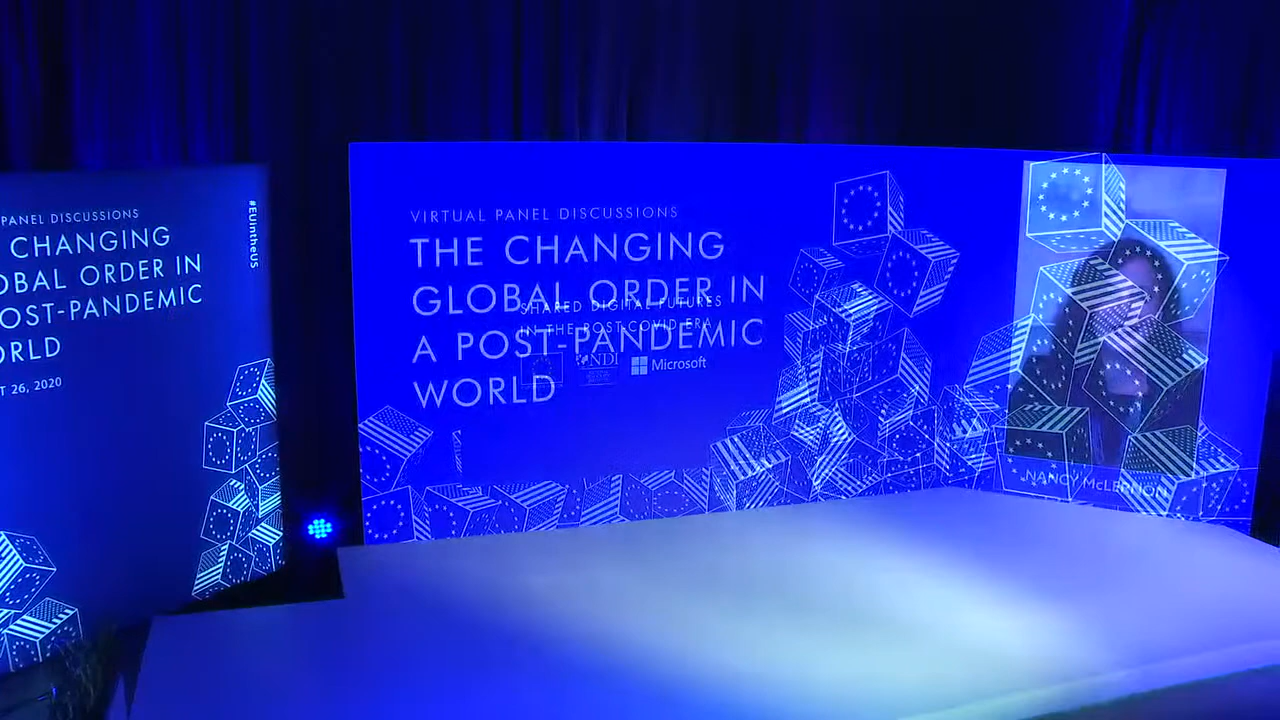 PANEL DISCUSSIONS
CHANGING
OBAL ORDER IN
OST-PANDEMIC
ORLD
T 26, 2020
#EUintheUS
VIRTUAL PANEL DISCUSSIONS
THE CHANGING
GLOBAL ORDER IN
A POST-PANDEMIC
WORLD
SHARED DIGITAL FUTURES
IN THE POST-COVID ERA
NDI
Microsoft
NANCY McLERNON